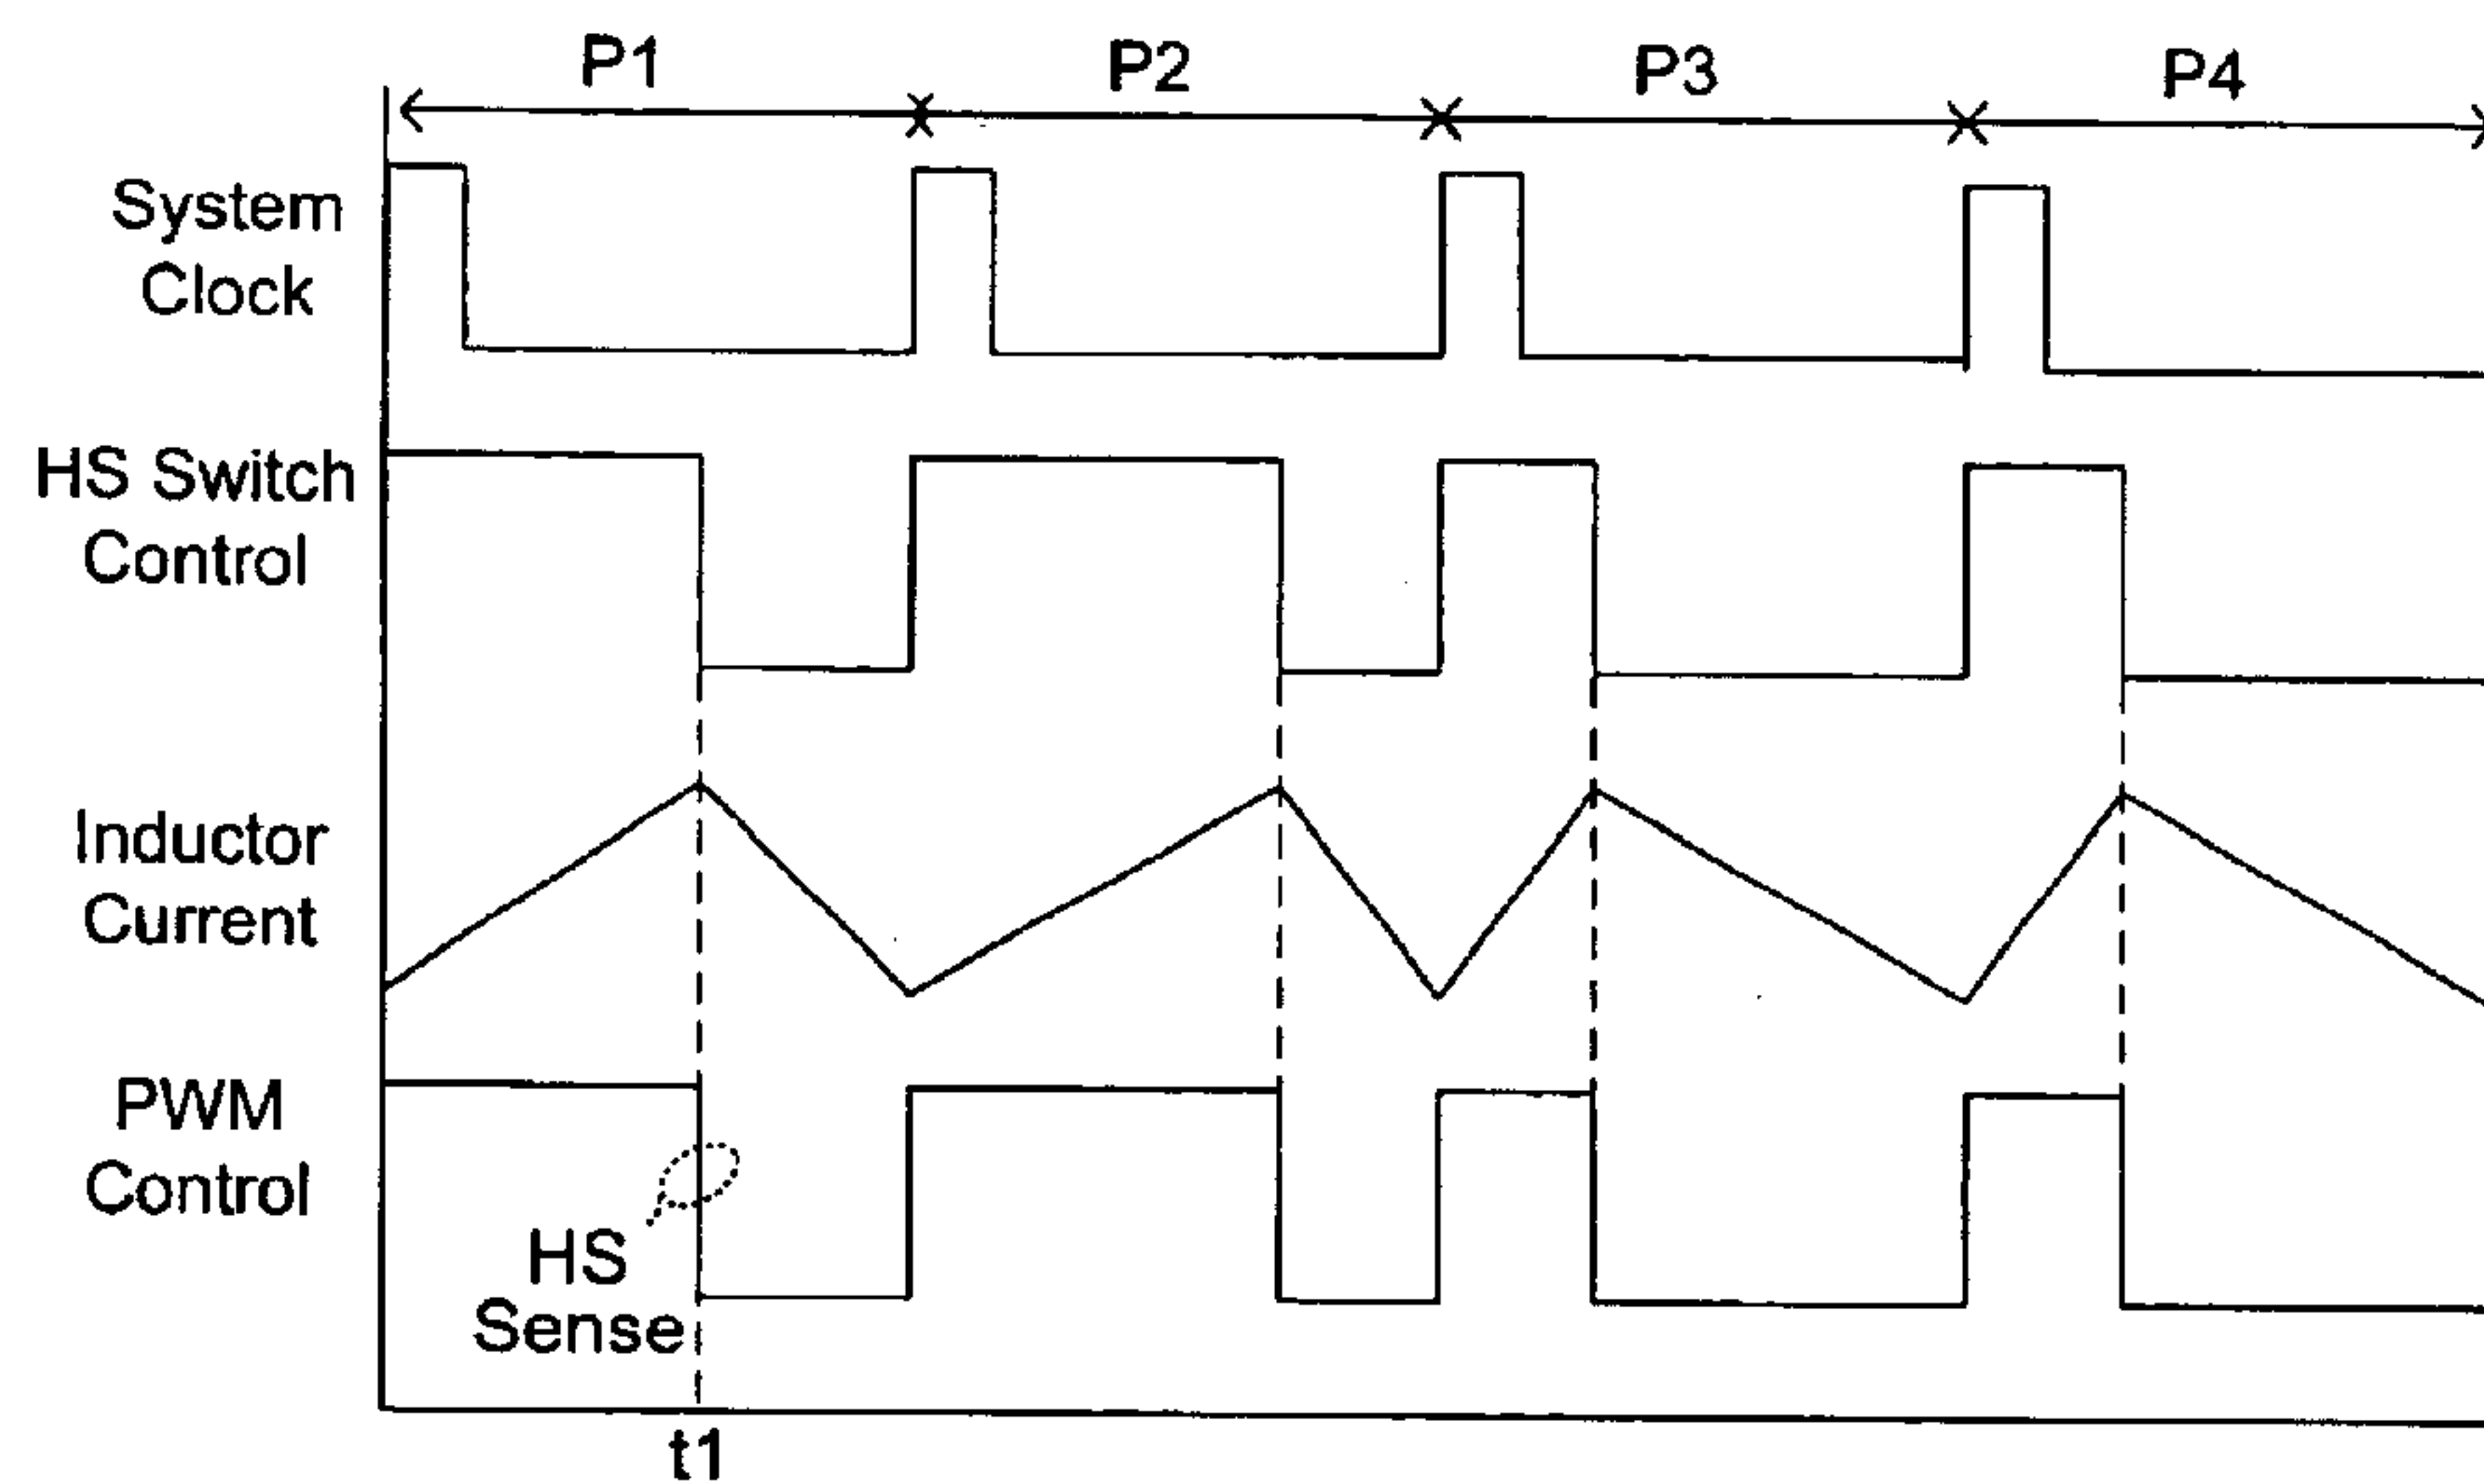 P1 P2 P3 P4
System
Clock
HS Switch
Control
Inductor
Current
PWM
Control
HS
Sense
t1